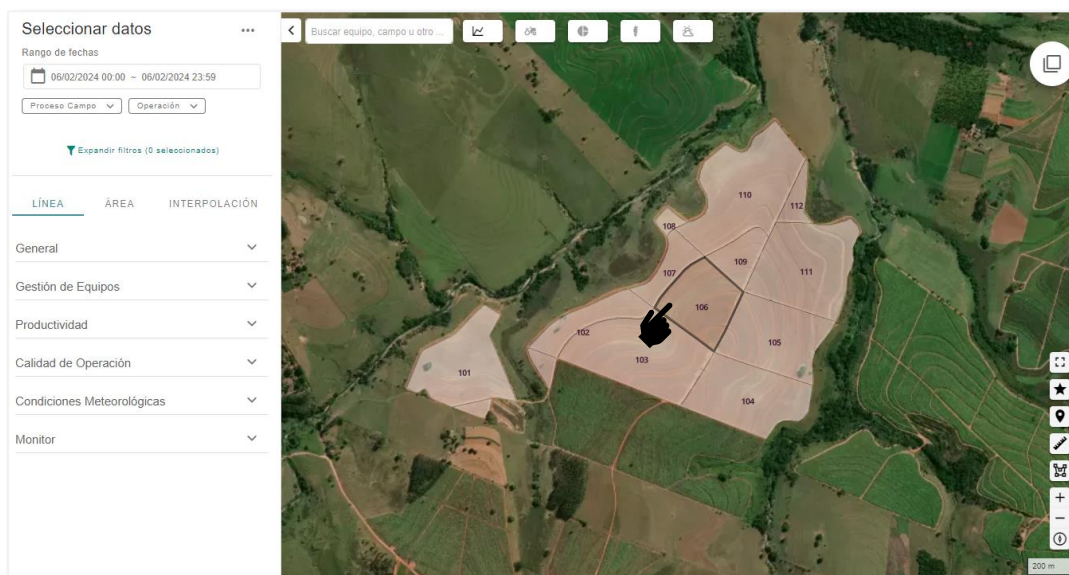 Seleccionar datos
Rango de fechas
06/02/2024 00:00 ~ 06/02/2024 23:59
Proceso Campo
Operación
Expandir filtros (0 seleccionados)
LÍNEA ÁREA INTERPOLACIÓN
General
Gestión de Equipos
Productividad
Calidad de Operación
Condiciones Meteorológicas
Monitor
Buscar equipo, campo u otro ...
110
112
108
109
107
111
106
102
105
103
101
104
200 m